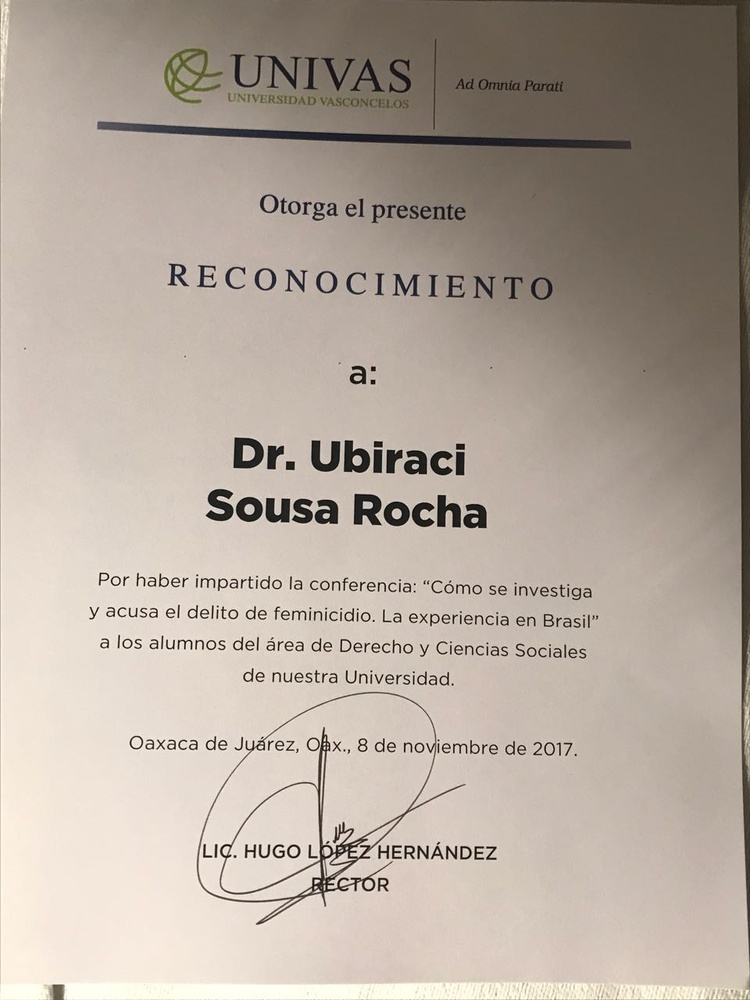 UNIVAS
UNIVERSIDAD VASCONCELOS
Ad Omnia Parati
Otorga el presente
RECONOCIMIENTO
a:
Dr. Ubiraci
Sousa Rocha
Por haber impartido la conferencia: “Cómo se investiga
y acusa el delito de feminicidio. La experiencia en Brasil”
a los alumnos del área de Derecho y Ciencias Sociales
de nuestra Universidad.
Oaxaca de Juárez, Oax., 8 de noviembre de 2017.
LIC. HUGO LÓPEZ HERNÁNDEZ
RECTOR